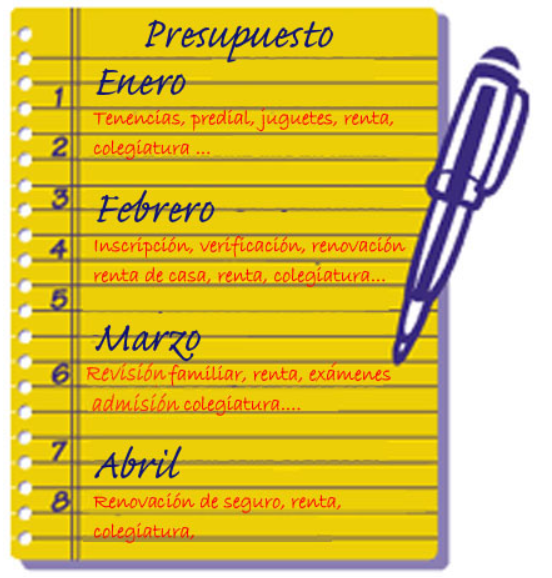 Presupuesto
Enero
1
Tenencias, predial, juguetes, renta,
2 colegiatura ...
3 Febrero
4 Inscripción, verificación, renovación
renta de casa, renta, colegiatura...
5
Marzo
6 Revisión familiar, renta, exámenes
admisión colegiatura....
7 Abril
8 Renovación de seguro, renta,
colegiatura,